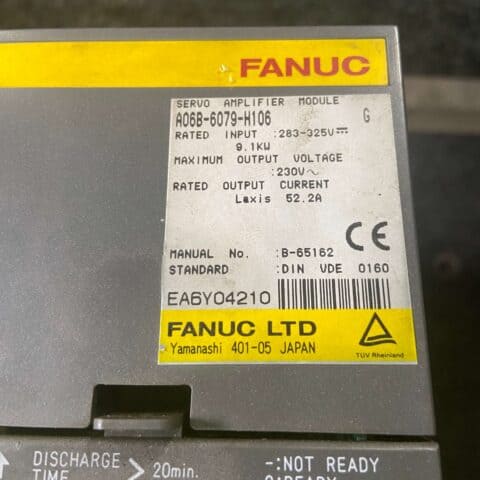 FANUC
SERVO AMPLIFIER MODULE
A06B-6079-H106 G
RATED INPUT :283-325V⎓
9.1KW
MAXIMUM OUTPUT VOLTAGE
:230V～
RATED OUTPUT CURRENT
Laxis 52.2A
CE
MANUAL No. :B-65162
STANDARD :DIN VDE 0160
EA6Y04210
FANUC LTD
Yamanashi 401-05 JAPAN
TÜV Rheinland
DISCHARGE
TIME > 20min.
-:NOT READY